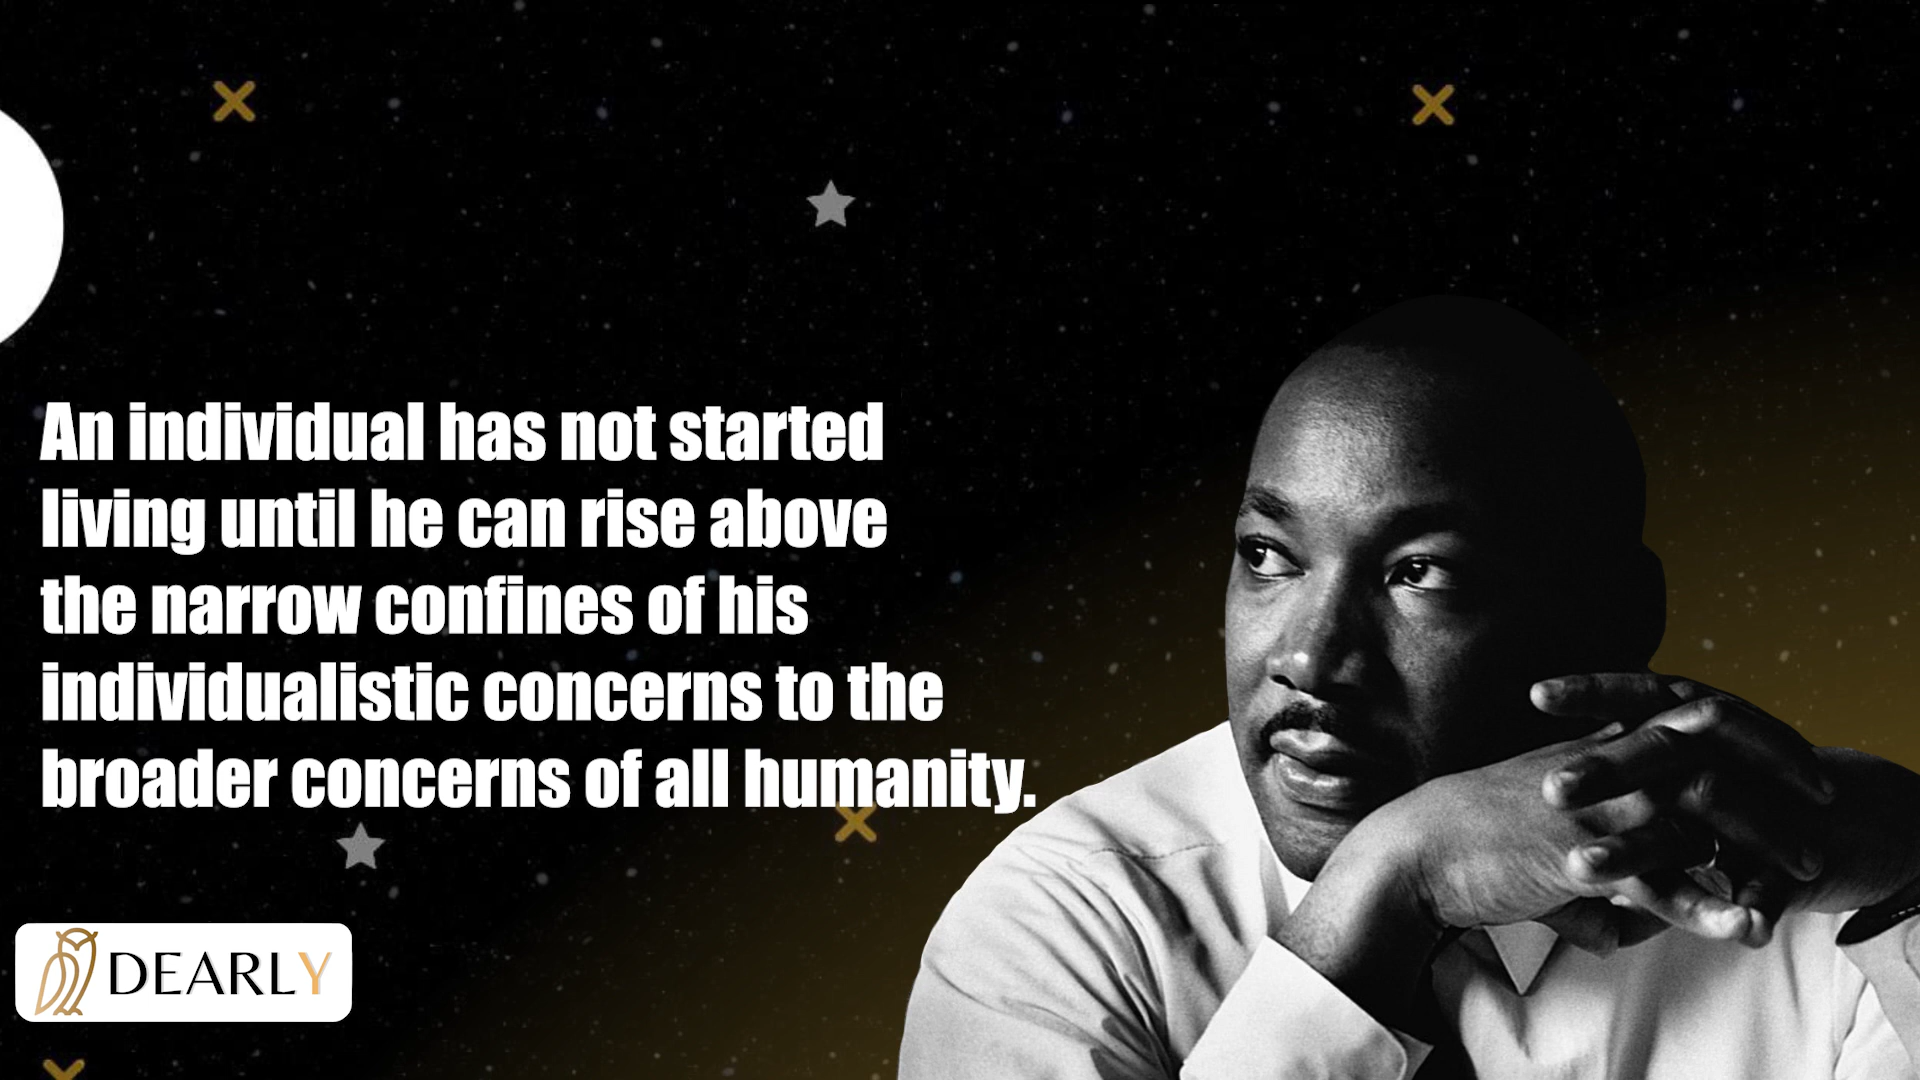 An individual has not started
living until he can rise above
the narrow confines of his
individualistic concerns to the
broader concerns of all humanity.
DEARLY